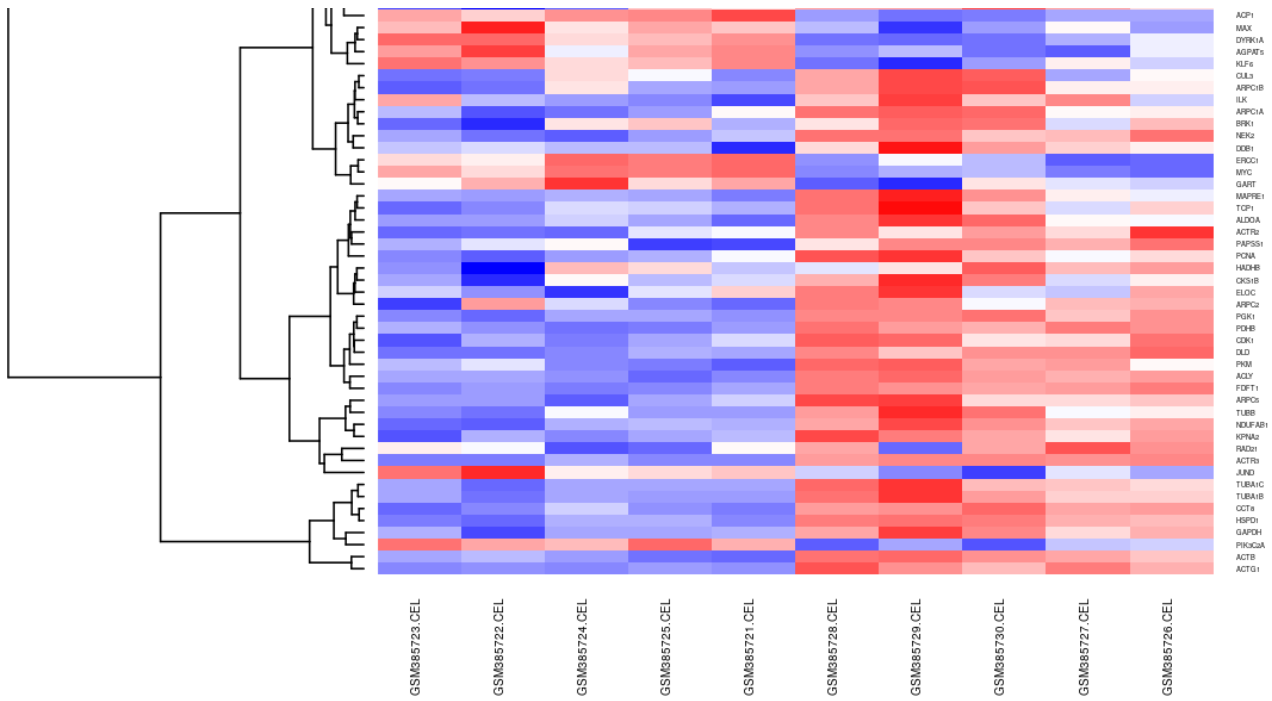 ACP1
MAX
DYRK1A
AGPAT5
KLF6
CUL3
ARPC1B
ILK
ARPC1A
BRK1
NEK2
DDB1
ERCC1
MYC
GART
MAPRE1
TCP1
ALDOA
ACTR2
PAPSS1
PCNA
HADHB
CKS1B
ELOC
ARPC2
PGK1
PDHB
CDK1
DLD
PKM
ACLY
FDFT1
ARPC5
TUBB
NDUFAB1
KPNA2
RAD21
ACTR3
JUND
TUBA1C
TUBA1B
CCT6
HSPD1
GAPDH
PIK3C2A
ACTB
ACTG1
GSM385723.CEL
GSM385722.CEL
GSM385724.CEL
GSM385725.CEL
GSM385721.CEL
GSM385728.CEL
GSM385729.CEL
GSM385730.CEL
GSM385727.CEL
GSM385726.CEL